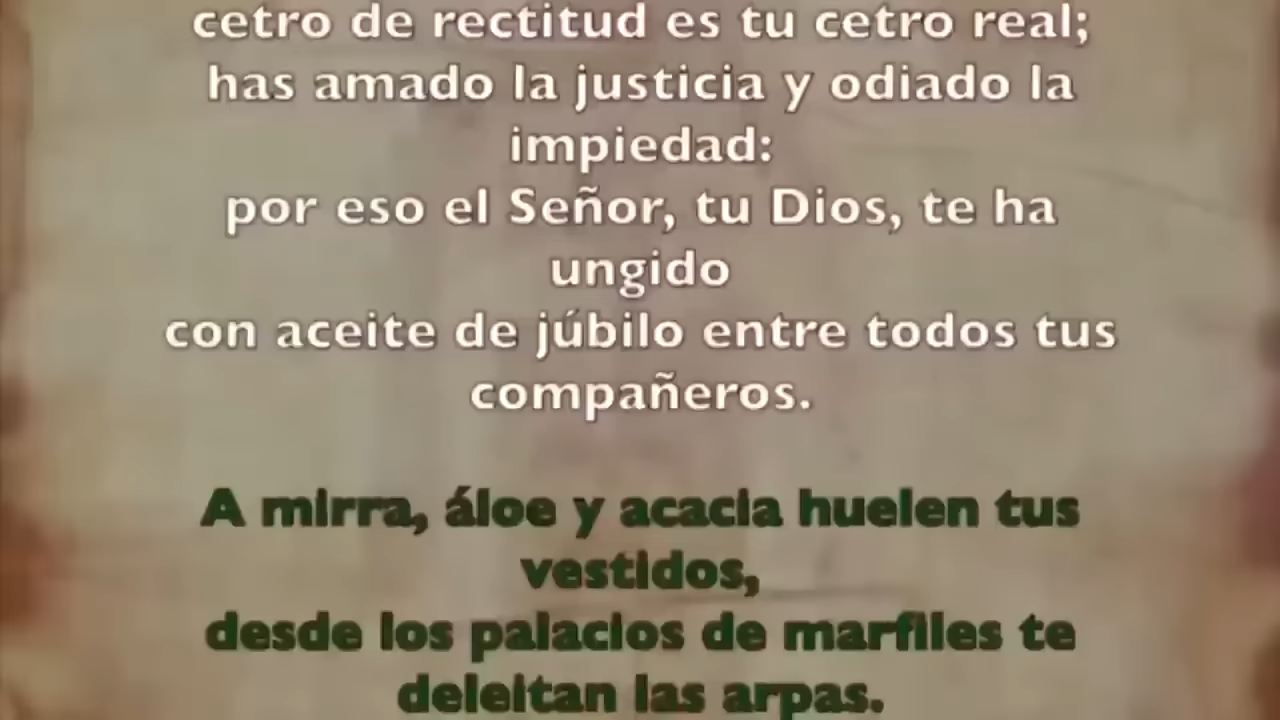 cetro de rectitud es tu cetro real;
has amado la justicia y odiado la
impiedad:
por eso el Señor, tu Dios, te ha
ungido
con aceite de júbilo entre todos tus
compañeros.
A mirra, áloe y acacia huelen tus
vestidos,
desde los palacios de marfiles te
deleitan las arpas.